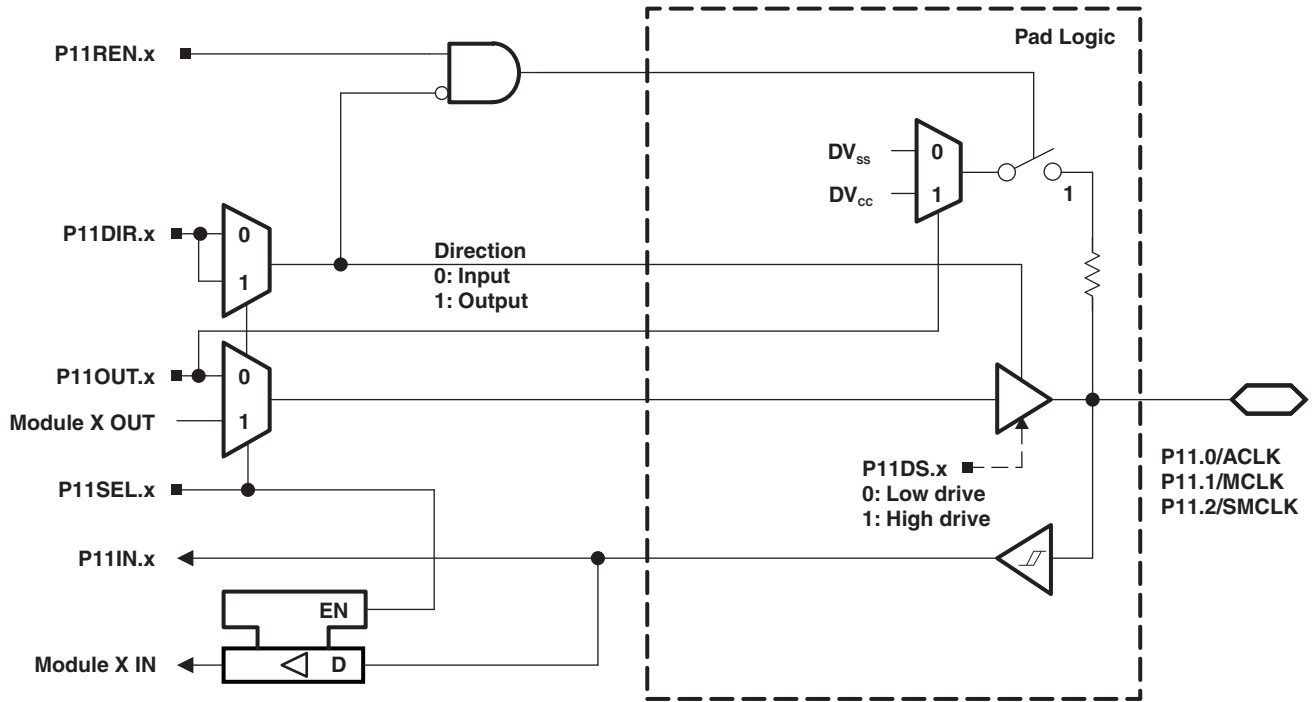 Pad Logic
P11REN.x
DVss
0
DVcc
1
1
P11DIR.x
0
1
Direction
0: Input
1: Output
P11OUT.x
0
Module X OUT
1
P11DS.x
0: Low drive
1: High drive
P11.0/ACLK
P11.1/MCLK
P11.2/SMCLK
P11SEL.x
P11IN.x
EN
Module X IN
D